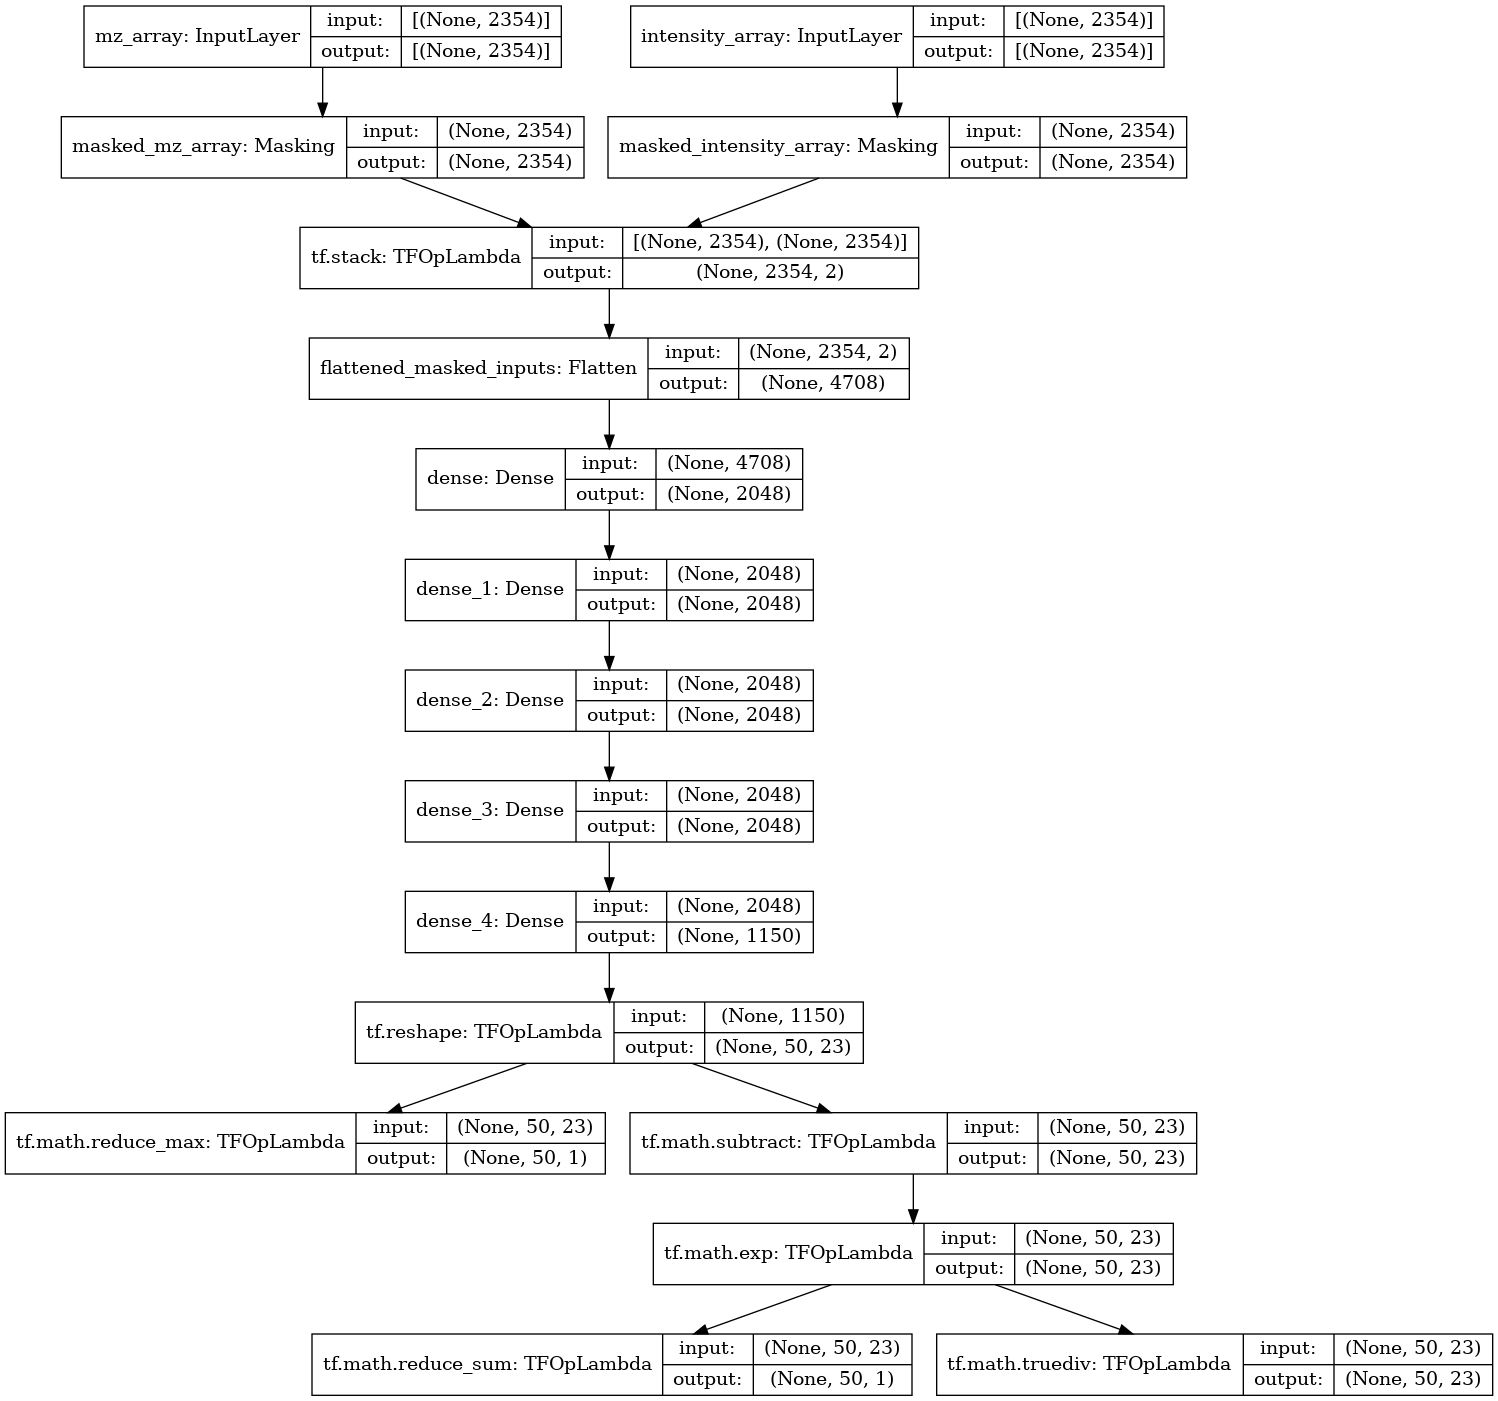 mz_array: InputLayer
input: [(None, 2354)]
output: [(None, 2354)]
intensity_array: InputLayer
input: [(None, 2354)]
output: [(None, 2354)]
masked_mz_array: Masking
input: (None, 2354)
output: (None, 2354)
masked_intensity_array: Masking
input: (None, 2354)
output: (None, 2354)
tf.stack: TFOpLambda
input: [(None, 2354), (None, 2354)]
output: (None, 2354, 2)
flattened_masked_inputs: Flatten
input: (None, 2354, 2)
output: (None, 4708)
dense: Dense
input: (None, 4708)
output: (None, 2048)
dense_1: Dense
input: (None, 2048)
output: (None, 2048)
dense_2: Dense
input: (None, 2048)
output: (None, 2048)
dense_3: Dense
input: (None, 2048)
output: (None, 2048)
dense_4: Dense
input: (None, 2048)
output: (None, 1150)
tf.reshape: TFOpLambda
input: (None, 1150)
output: (None, 50, 23)
tf.math.reduce_max: TFOpLambda
input: (None, 50, 23)
output: (None, 50, 1)
tf.math.subtract: TFOpLambda
input: (None, 50, 23)
output: (None, 50, 23)
tf.math.exp: TFOpLambda
input: (None, 50, 23)
output: (None, 50, 23)
tf.math.reduce_sum: TFOpLambda
input: (None, 50, 23)
output: (None, 50, 1)
tf.math.truediv: TFOpLambda
input: (None, 50, 23)
output: (None, 50, 23)